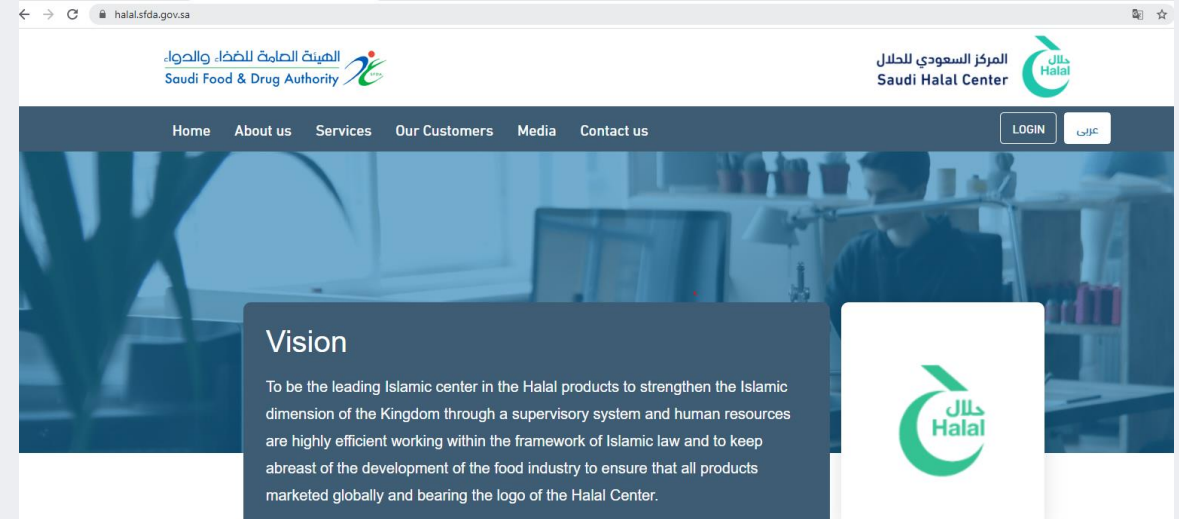 halal.sfda.gov.sa
الهيئة العامة للغذاء والدواء
Saudi Food & Drug Authority
المركز السعودي للحلال
Saudi Halal Center
حلال
Halal
Home About us Services Our Customers Media Contact us LOGIN عربى
Vision
To be the leading Islamic center in the Halal products to strengthen the Islamic
dimension of the Kingdom through a supervisory system and human resources
are highly efficient working within the framework of Islamic law and to keep
abreast of the development of the food industry to ensure that all products
marketed globally and bearing the logo of the Halal Center.
حلال
Halal